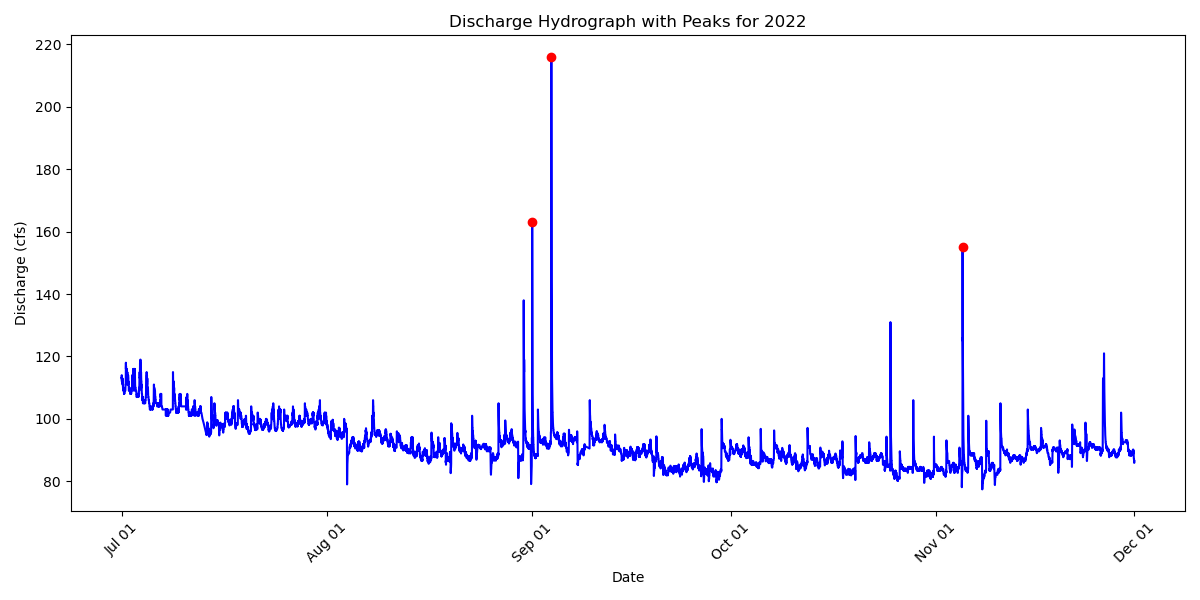 Discharge Hydrograph with Peaks for 2022
220
200
180
160
140
120
100
80
Discharge (cfs)
Jul 01
Aug 01
Sep 01
Oct 01
Nov 01
Dec 01
Date